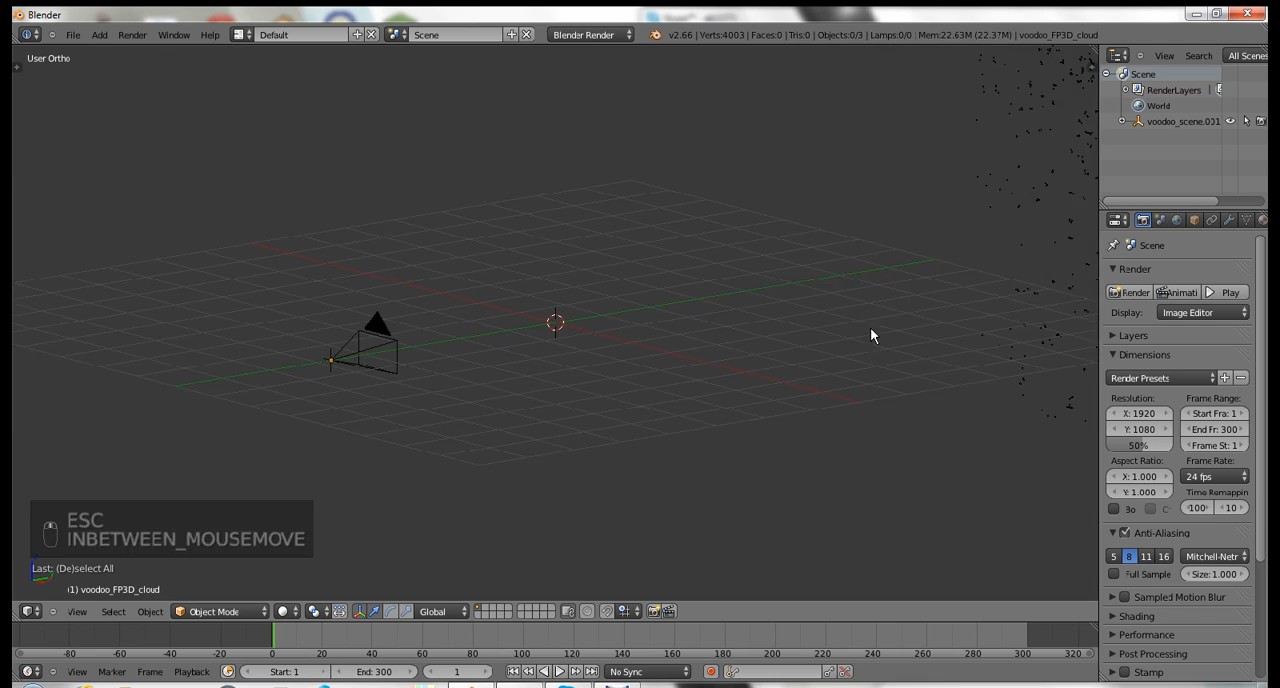 Blender
File Add Render Window Help Default Scene Blender Render v2.66 | Verts:4003 | Faces:0 | Tris:0 | Objects:0/3 | Lamps:0/0 | Mem:22.63M (22.37M) | voodoo_FP3D_cloud
User Ortho
View Search All Scenes
Scene
RenderLayers
World
voodoo_scene.001
Scene
Render
Render Animati Play
Display: Image Editor
Layers
Dimensions
Render Presets
Resolution: Frame Range:
X: 1920 Start Fra: 1
Y: 1080 End Fr: 300
50% Frame St: 1
Aspect Ratio: Frame Rate:
X: 1.000 24 fps
Y: 1.000 Time Remappin
Bo C 100 10
Anti-Aliasing
5 8 11 16 Mitchell-Netr
Full Sample Size: 1.000
Sampled Motion Blur
Shading
Performance
Post Processing
Stamp
ESC
INBETWEEN_MOUSEMOVE
Last: (De)select All
(1) voodoo_FP3D_cloud
View Select Object Object Mode Global
-80 -60 -40 -20 0 20 40 60 80 100 120 140 160 180 200 220 240 260 280 300 320
View Marker Frame Playback Start: 1 End: 300 1 No Sync